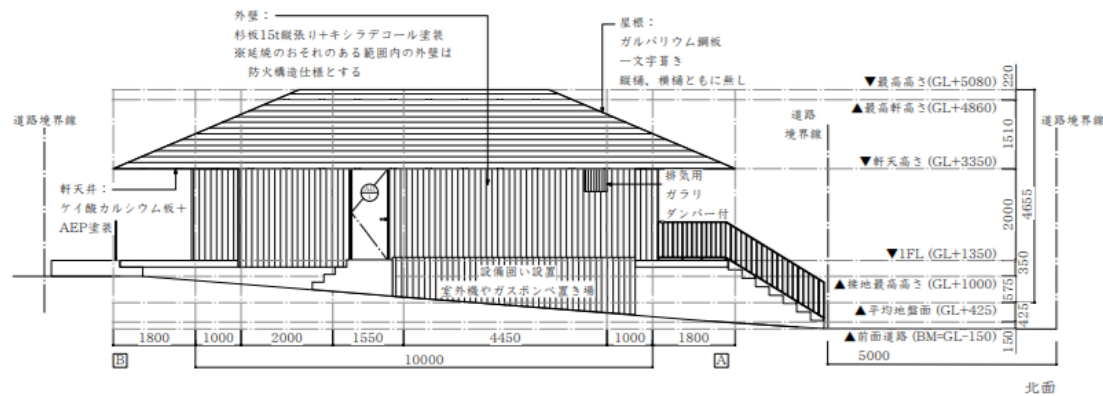 外壁：
杉板15t縦張り+キシラデコール塗装
※延焼のおそれのある範囲内の外壁は
防火構造仕様とする
屋根：
ガルバリウム鋼板
一文字葺き
縦樋、横樋ともに無し
▼最高高さ(GL+5080)
▲最高軒高さ(GL+4860)
道路境界線
道路
境界線
道路境界線
▼軒天高さ(GL+3350)
軒天井：
ケイ酸カルシウム板+
AEP塗装
排気用
ガラリ
ダンパー付
▼1FL(GL+1350)
設備囲い設置
室外機やガスボンベ置き場
▲接地最高高さ(GL+1000)
▲平均地盤面(GL+425)
▲前面道路(BM=GL-150)
220
1510
2000
4655
350
575
425
150
1800
1000
2000
1550
4450
1000
1800
5000
10000
B
A
北面